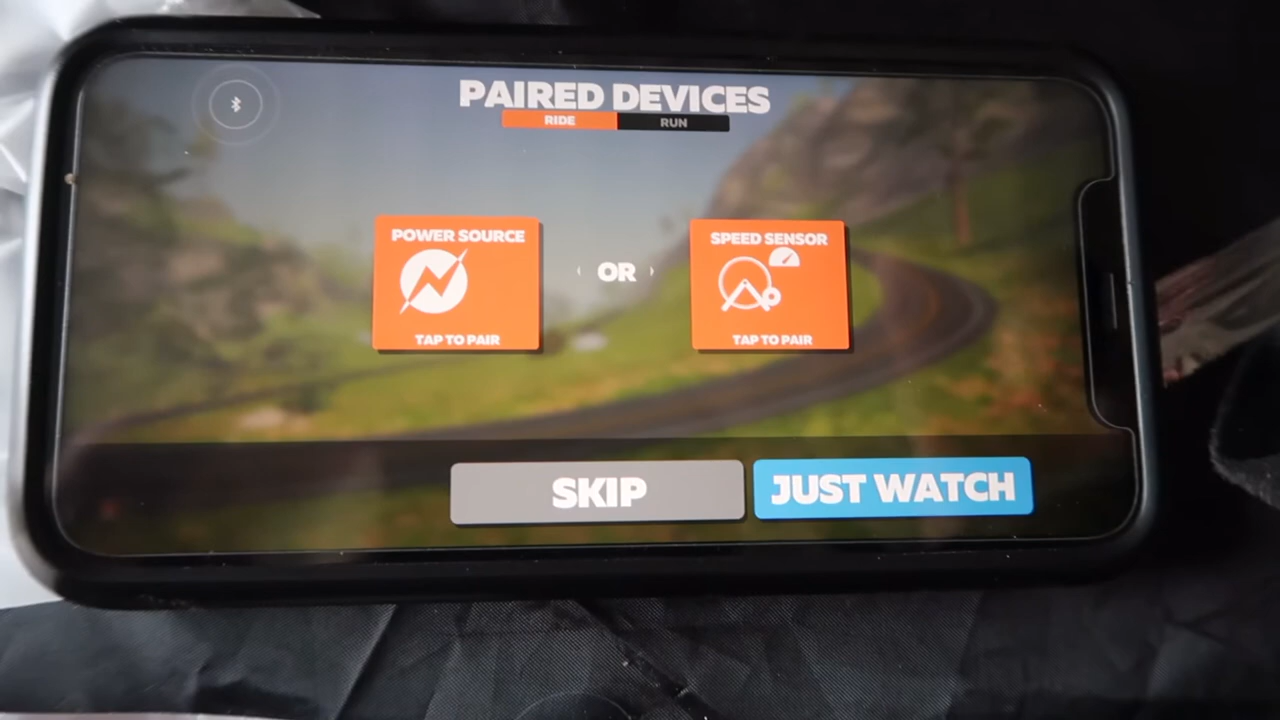 PAIRED DEVICES
RIDE RUN
POWER SOURCE
TAP TO PAIR
OR
SPEED SENSOR
TAP TO PAIR
SKIP
JUST WATCH